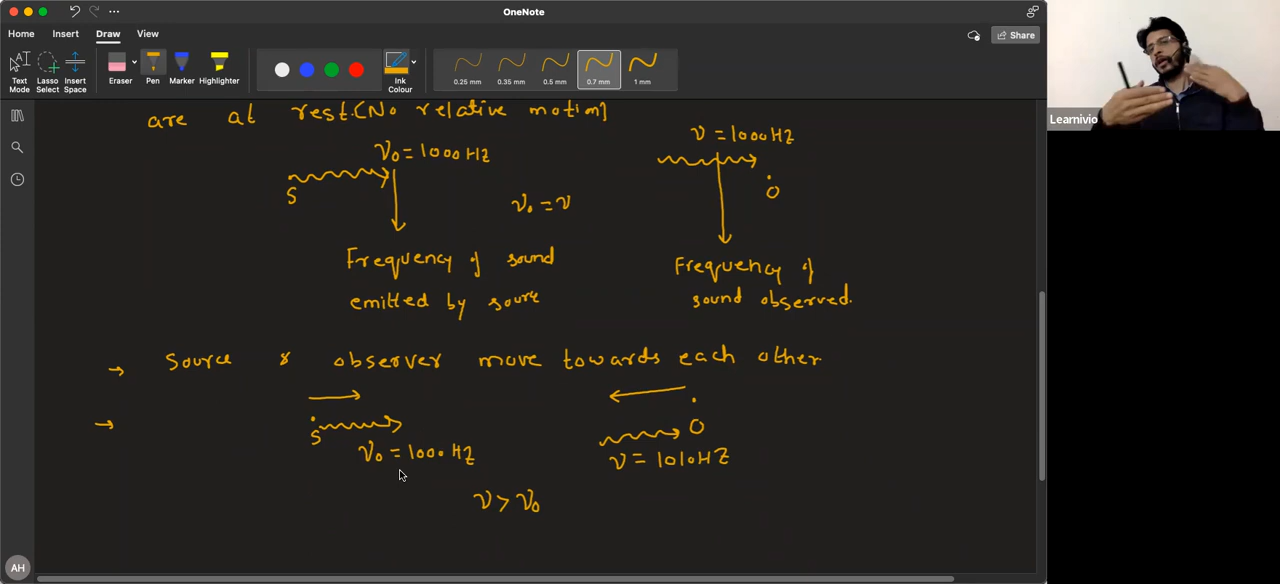 OneNote
Home Insert Draw View
Share
Text Mode
Lasso Select
Insert Space
Eraser
Pen
Marker
Highlighter
Ink Colour
0.25 mm
0.35 mm
0.5 mm
0.7 mm
1 mm
Learnivio
are at rest. (No relative motion]
ν₀ = 1000 HZ
ν = 1000 HZ
S
O
ν₀ = ν
Frequency of sound
emitted by source
Frequency of
sound observed.
→ Source & observer move towards each other.
→
S
O
ν₀ = 1000 HZ
ν = 1010 HZ
ν > ν₀
AH